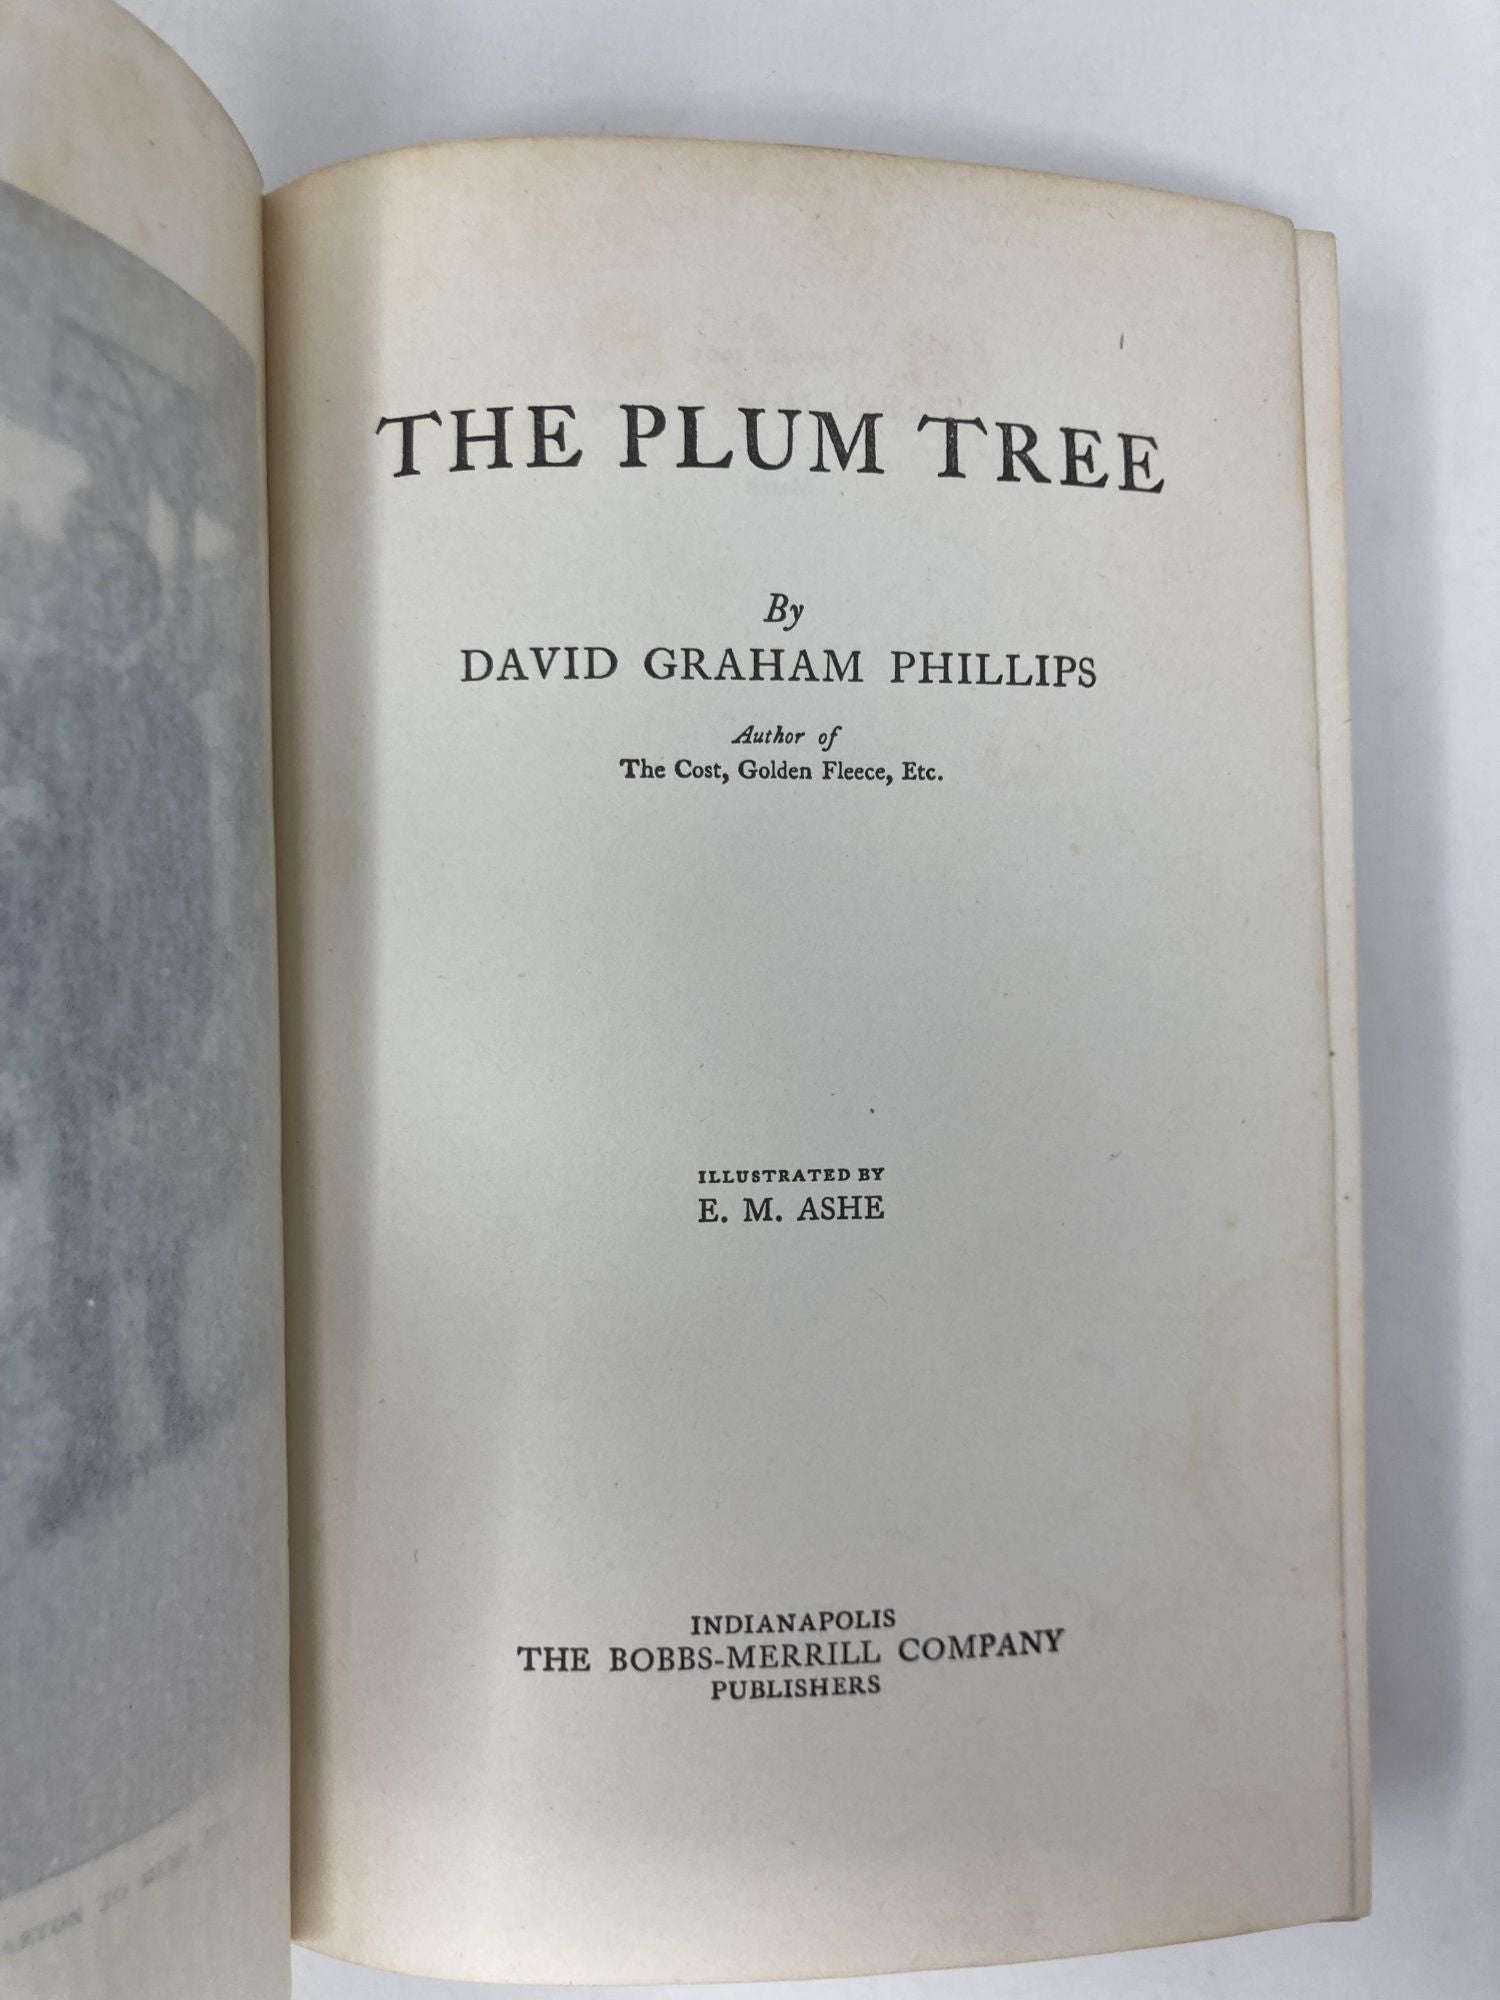 THE PLUM TREE
By
DAVID GRAHAM PHILLIPS
Author of
The Cost, Golden Fleece, Etc.
ILLUSTRATED BY
E. M. ASHE
INDIANAPOLIS
THE BOBBS-MERRILL COMPANY
PUBLISHERS